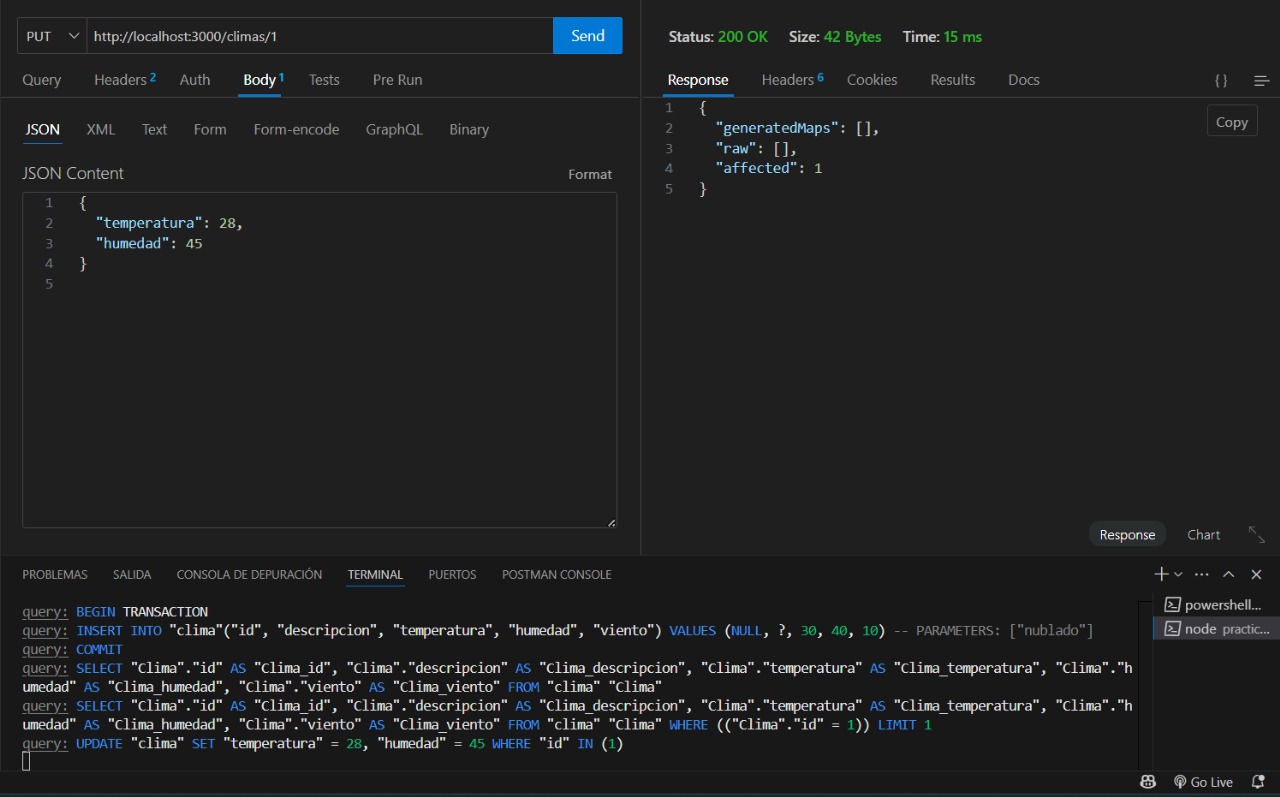 PUT http://localhost:3000/climas/1 Send
Status: 200 OK Size: 42 Bytes Time: 15 ms
Query Headers 2 Auth Body 1 Tests Pre Run
Response Headers 6 Cookies Results Docs { }
JSON XML Text Form Form-encode GraphQL Binary
JSON Content Format
1 {
2 "temperatura": 28,
3 "humedad": 45
4 }
5
Copy
1 {
2 "generatedMaps": [],
3 "raw": [],
4 "affected": 1
5 }
Response Chart
PROBLEMAS SALIDA CONSOLA DE DEPURACIÓN TERMINAL PUERTOS POSTMAN CONSOLE
query: BEGIN TRANSACTION
query: INSERT INTO "clima"("id", "descripcion", "temperatura", "humedad", "viento") VALUES (NULL, ?, 30, 40, 10) -- PARAMETERS: ["nublado"]
query: COMMIT
query: SELECT "Clima"."id" AS "Clima_id", "Clima"."descripcion" AS "Clima_descripcion", "Clima"."temperatura" AS "Clima_temperatura", "Clima"."h
umedad" AS "Clima_humedad", "Clima"."viento" AS "Clima_viento" FROM "clima" "Clima"
query: SELECT "Clima"."id" AS "Clima_id", "Clima"."descripcion" AS "Clima_descripcion", "Clima"."temperatura" AS "Clima_temperatura", "Clima"."h
umedad" AS "Clima_humedad", "Clima"."viento" AS "Clima_viento" FROM "clima" "Clima" WHERE (("Clima"."id" = 1)) LIMIT 1
query: UPDATE "clima" SET "temperatura" = 28, "humedad" = 45 WHERE "id" IN (1)
powershell...
node practic...
Go Live